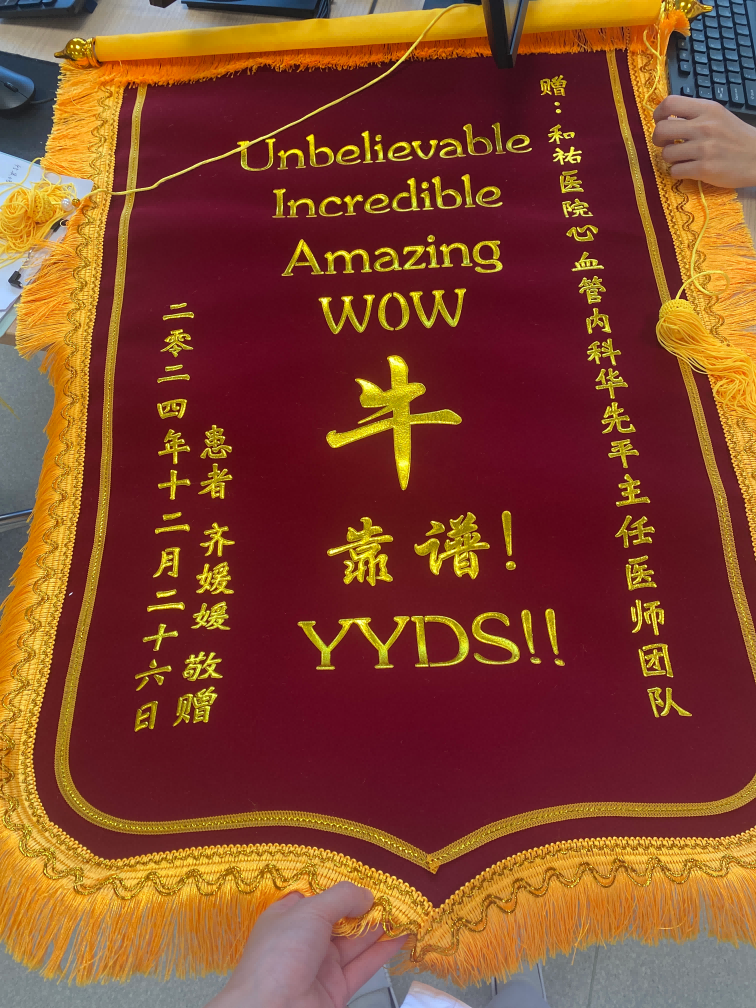 赠：和祐医院心血管内科华先平主任医师团队
Unbelievable
Incredible
Amazing
WOW
牛
靠谱！
YYDS!!
患者 齐媛媛 敬赠
二零二四年十二月二十六日